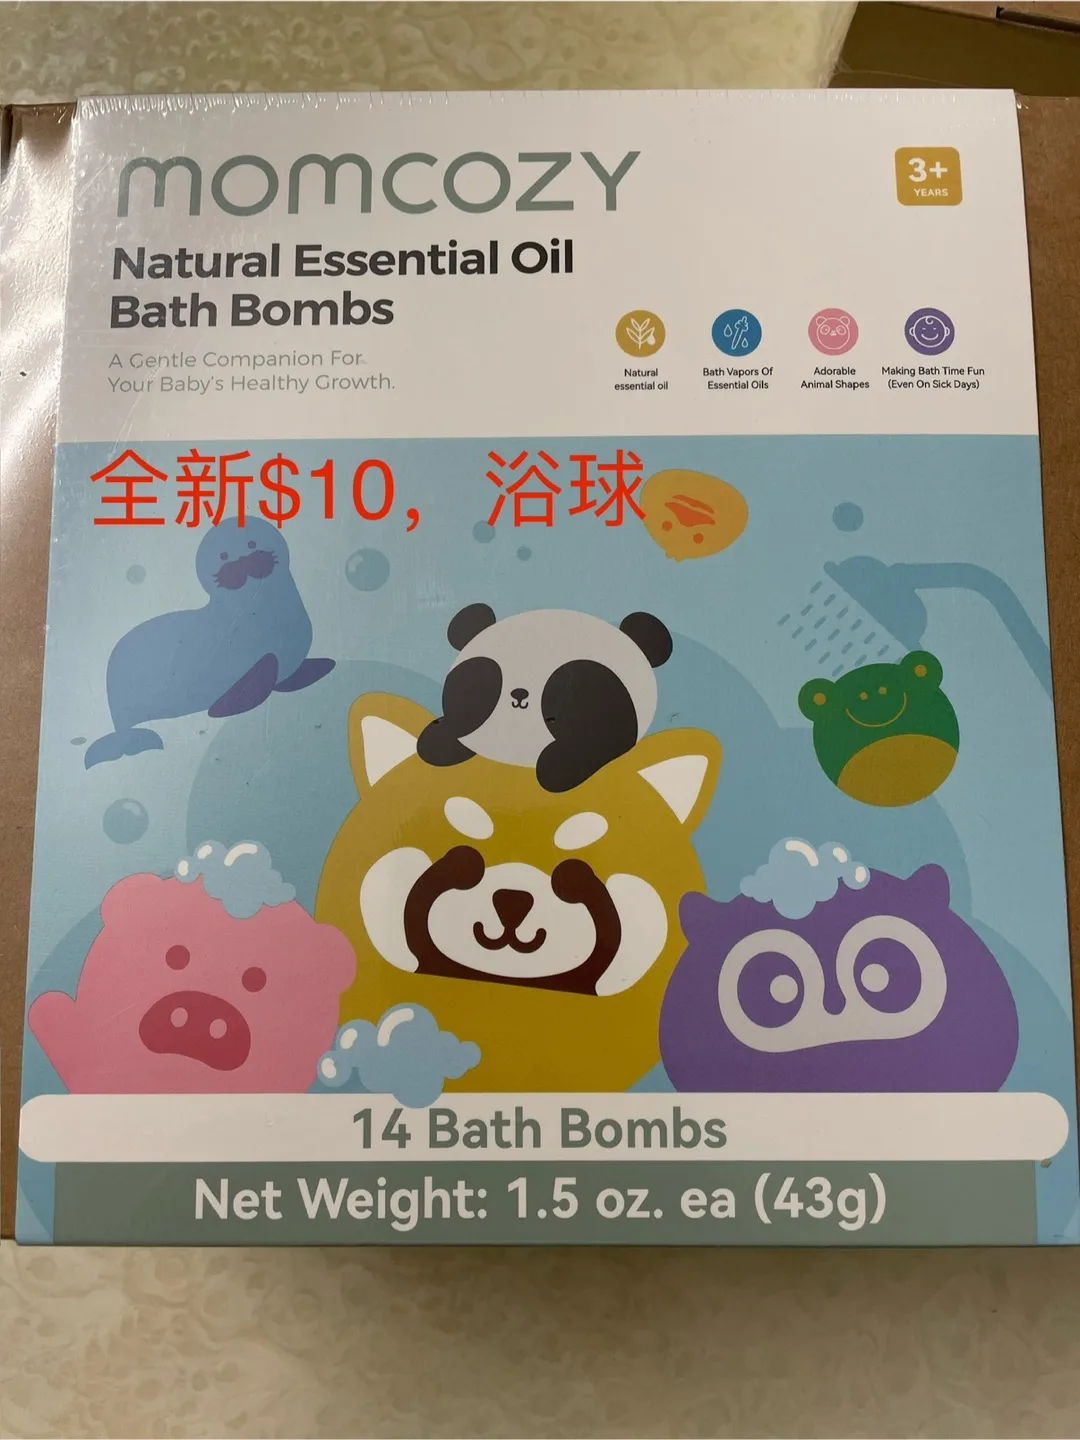 momcozy
3+
YEARS
Natural Essential Oil
Bath Bombs
A Gentle Companion For
Your Baby's Healthy Growth.
Natural
essential oil
Bath Vapors Of
Essential Oils
Adorable
Animal Shapes
Making Bath Time Fun
(Even On Sick Days)
全新$10，浴球
14 Bath Bombs
Net Weight: 1.5 oz. ea (43g)